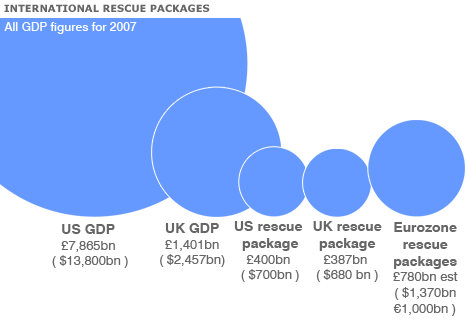 INTERNATIONAL RESCUE PACKAGES
All GDP figures for 2007
US GDP
£7,865bn
( $13,800bn )
UK GDP
£1,401bn
( $2,457bn)
US rescue
package
£400bn
( $700bn )
UK rescue
package
£387bn
( $680 bn )
Eurozone
rescue
packages
£780bn est
( $1,370bn
€1,000bn )